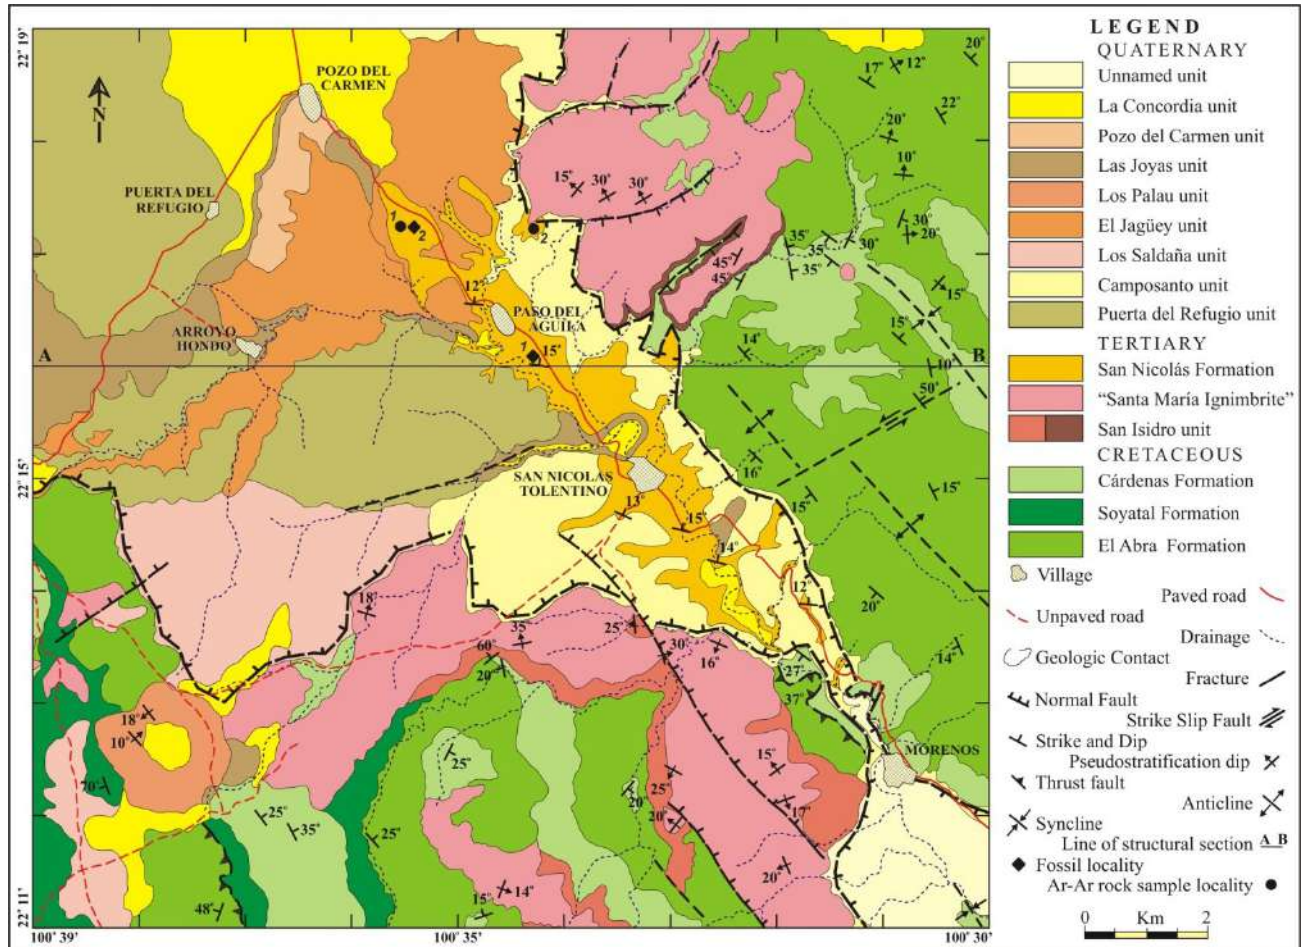 22° 19'
22° 15'
22° 11'
100° 39'
100° 35'
100° 30'
N
POZO DEL
CARMEN
PUERTA DEL
REFUGIO
ARROYO
HONDO
PASO DEL
AGUILA
SAN NICOLAS
TOLENTINO
MORENOS
A
B
1
2
2
1
20°
17°
12°
22°
20°
10°
30°
20°
15°
30°
30°
35°
35°
35°
30°
45°
45°
15°
12°
15°
14°
15°
10°
50°
16°
15°
15°
13°
15°
14°
12°
20°
14°
18°
35°
25°
60°
20°
30°
16°
27°
37°
18°
10°
70°
25°
35°
25°
25°
20°
25°
20°
15°
17°
20°
48°
15°
14°
LEGEND
QUATERNARY
Unnamed unit
La Concordia unit
Pozo del Carmen unit
Las Joyas unit
Los Palau unit
El Jagüey unit
Los Saldaña unit
Camposanto unit
Puerta del Refugio unit
TERTIARY
San Nicolás Formation
“Santa María Ignimbrite”
San Isidro unit
CRETACEOUS
Cárdenas Formation
Soyatal Formation
El Abra Formation
Village
Paved road
Unpaved road
Drainage
Geologic Contact
Fracture
Normal Fault
Strike Slip Fault
Strike and Dip
Pseudostratification dip
Thrust fault
Anticline
Syncline
Line of structural section A B
Fossil locality
Ar-Ar rock sample locality
0 Km 2